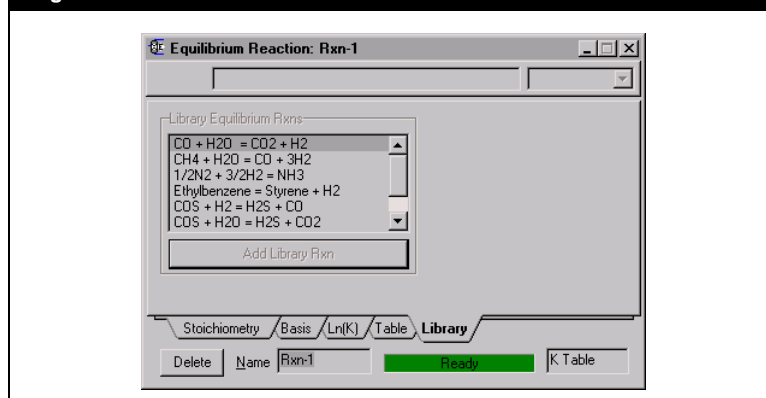 Equilibrium Reaction: Rxn-1
Library Equilibrium Rxns
CO + H2O = CO2 + H2
CH4 + H2O = CO + 3H2
1/2N2 + 3/2H2 = NH3
Ethylbenzene = Styrene + H2
COS + H2 = H2S + CO
COS + H2O = H2S + CO2
Add Library Rxn
Stoichiometry Basis Ln(K) Table Library
Delete Name Rxn-1 Ready K Table